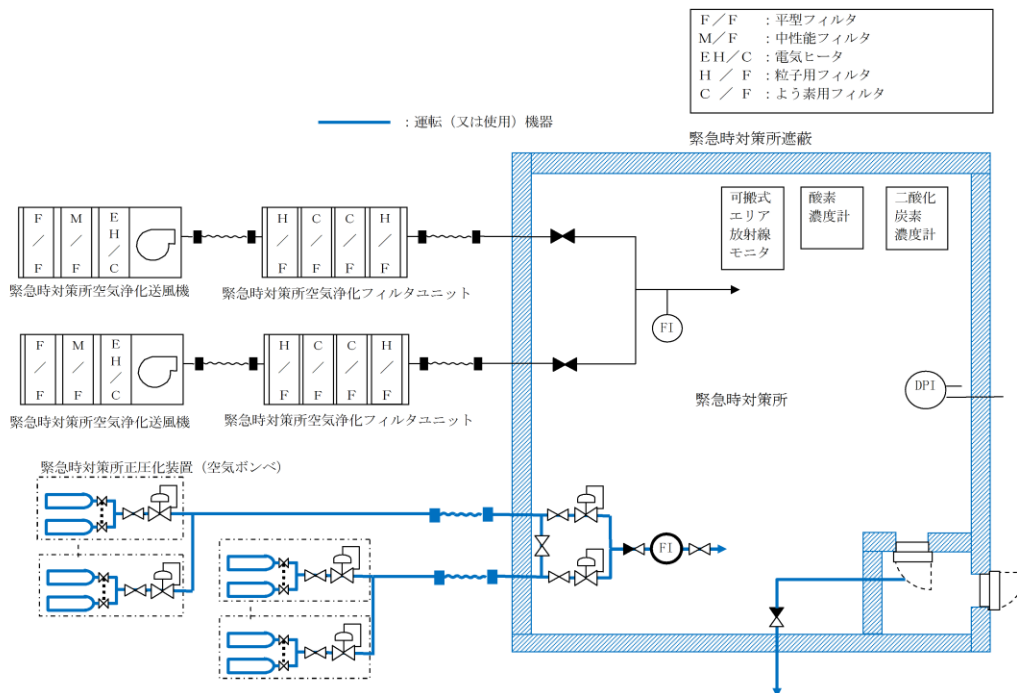 F／F ：平型フィルタ
M／F ：中性能フィルタ
EH／C ：電気ヒータ
H ／ F ：粒子用フィルタ
C ／ F ：よう素用フィルタ
：運転（又は使用）機器
緊急時対策所遮蔽
可搬式
エリア
放射線
モニタ
酸素
濃度計
二酸化
炭素
濃度計
F／F
M／F
EH／C
H／F
C／F
C／F
H／F
緊急時対策所空気浄化送風機
緊急時対策所空気浄化フィルタユニット
FI
F／F
M／F
EH／C
H／F
C／F
C／F
H／F
緊急時対策所空気浄化送風機
緊急時対策所空気浄化フィルタユニット
DPI
緊急時対策所
緊急時対策所正圧化装置（空気ボンベ）
FI